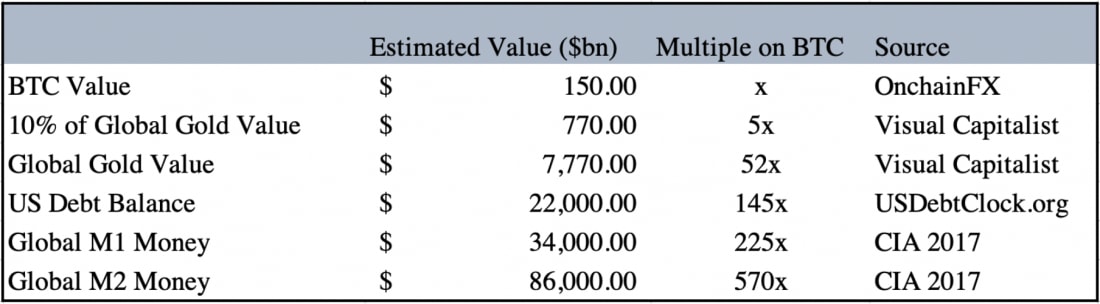 Estimated Value ($bn) Multiple on BTC Source
BTC Value $ 150.00 x OnchainFX
10% of Global Gold Value $ 770.00 5x Visual Capitalist
Global Gold Value $ 7,770.00 52x Visual Capitalist
US Debt Balance $ 22,000.00 145x USDebtClock.org
Global M1 Money $ 34,000.00 225x CIA 2017
Global M2 Money $ 86,000.00 570x CIA 2017